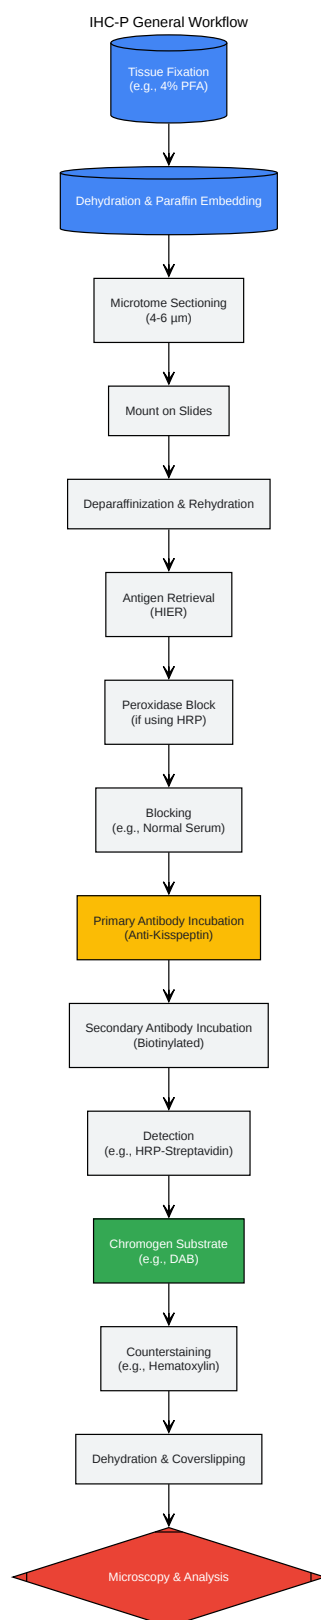 IHC-P General Workflow
Tissue Fixation
(e.g., 4% PFA)
Dehydration & Paraffin Embedding
Microtome Sectioning
(4-6 µm)
Mount on Slides
Deparaffinization & Rehydration
Antigen Retrieval
(HIER)
Peroxidase Block
(if using HRP)
Blocking
(e.g., Normal Serum)
Primary Antibody Incubation
(Anti-Kisspeptin)
Secondary Antibody Incubation
(Biotinylated)
Detection
(e.g., HRP-Streptavidin)
Chromogen Substrate
(e.g., DAB)
Counterstaining
(e.g., Hematoxylin)
Dehydration & Coverslipping
Microscopy & Analysis